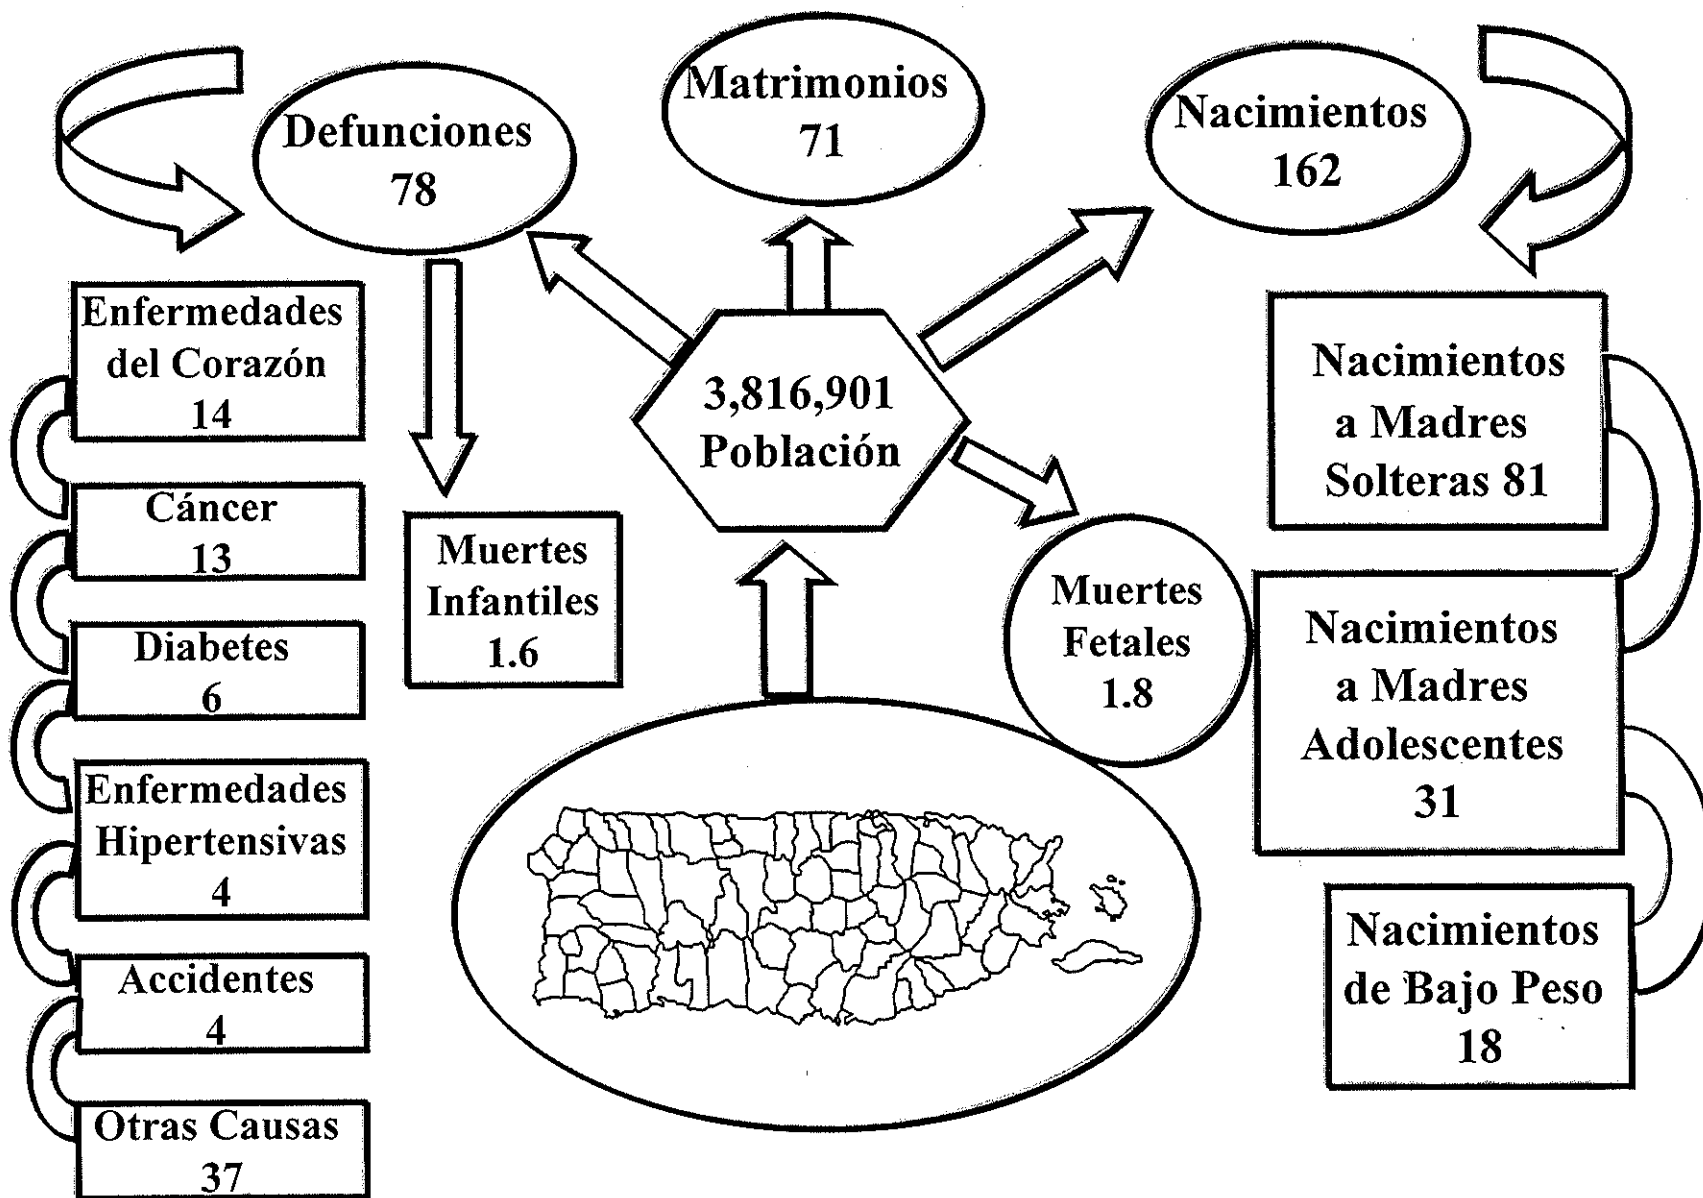 Matrimonios
71
Defunciones
78
Nacimientos
162
Enfermedades
del Corazón
14
Cáncer
13
Diabetes
6
Enfermedades
Hipertensivas
4
Accidentes
4
Otras Causas
37
Muertes
Infantiles
1.6
3,816,901
Población
Muertes
Fetales
1.8
Nacimientos
a Madres
Solteras 81
Nacimientos
a Madres
Adolescentes
31
Nacimientos
de Bajo Peso
18